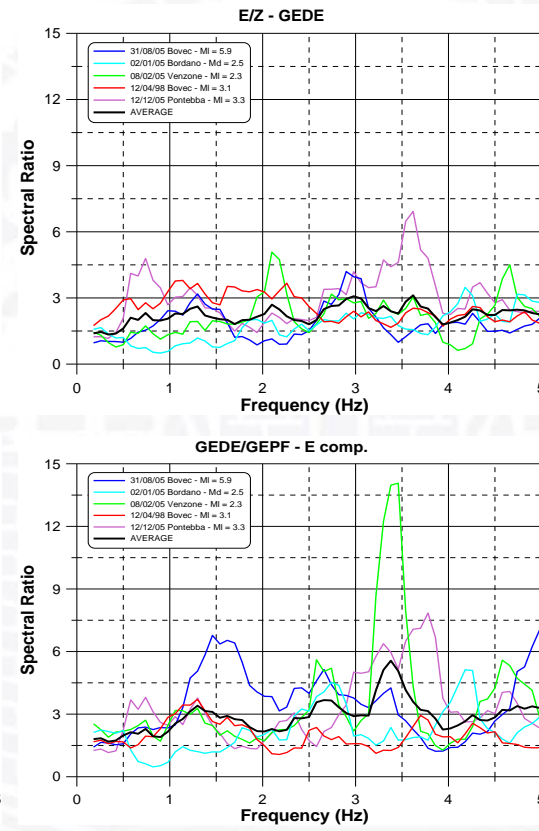 E/Z - GEDE
15
12
9
6
3
0
Spectral Ratio
31/08/05 Bovec - Ml = 5.9
02/01/05 Bordano - Md = 2.5
08/02/05 Venzone - Ml = 2.3
12/04/98 Bovec - Ml = 3.1
12/12/05 Pontebba - Ml = 3.3
AVERAGE
0 1 2 3 4 5
Frequency (Hz)
GEDE/GEPF - E comp.
15
12
9
6
3
0
Spectral Ratio
31/08/05 Bovec - Ml = 5.9
02/01/05 Bordano - Md = 2.5
08/02/05 Venzone - Ml = 2.3
12/04/98 Bovec - Ml = 3.1
12/12/05 Pontebba - Ml = 3.3
AVERAGE
0 1 2 3 4 5
Frequency (Hz)